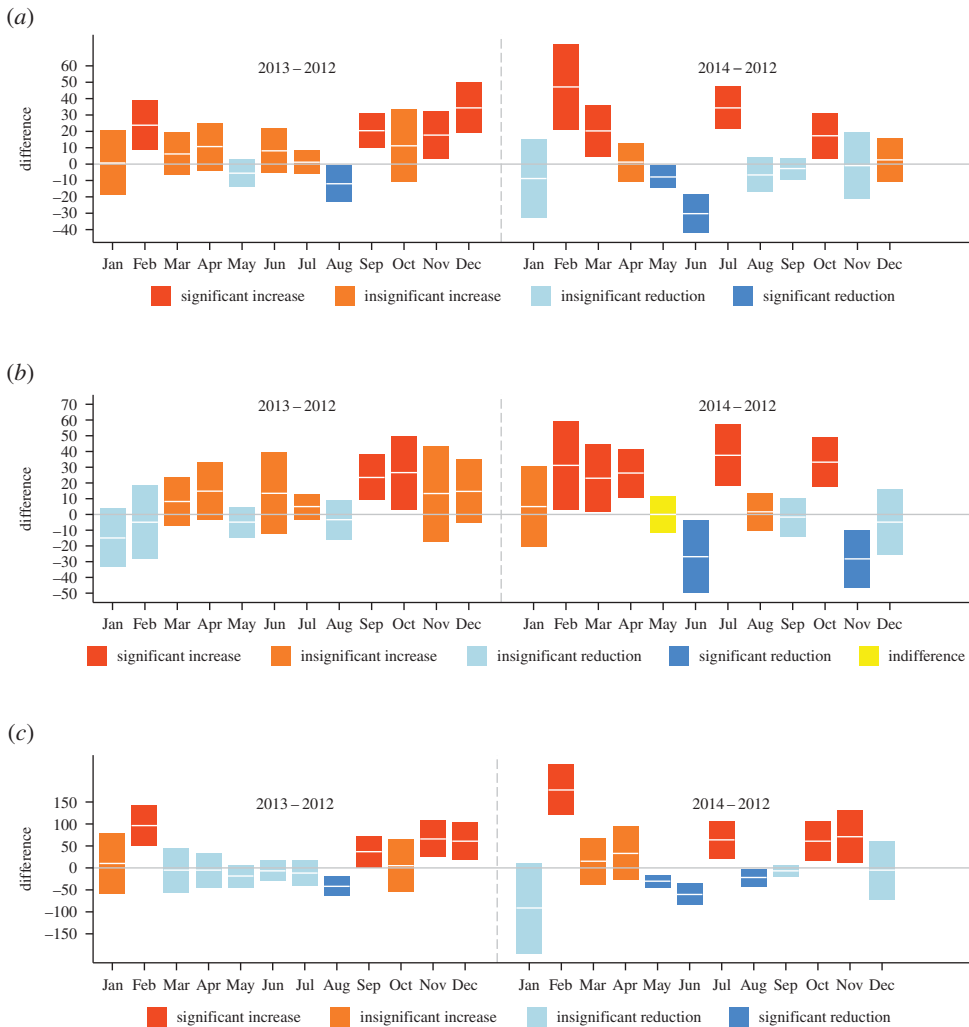 (a)
2013 – 2012 2014 – 2012
60
50
40
30
20
10
0
–10
–20
–30
–40
difference
Jan Feb Mar Apr May Jun Jul Aug Sep Oct Nov Dec Jan Feb Mar Apr May Jun Jul Aug Sep Oct Nov Dec
significant increase insignificant increase insignificant reduction significant reduction
(b)
2013 – 2012 2014 – 2012
70
60
50
40
30
20
10
0
–10
–20
–30
–40
–50
difference
Jan Feb Mar Apr May Jun Jul Aug Sep Oct Nov Dec Jan Feb Mar Apr May Jun Jul Aug Sep Oct Nov Dec
significant increase insignificant increase insignificant reduction significant reduction indifference
(c)
2013 – 2012 2014 – 2012
150
100
50
0
–50
–100
–150
difference
Jan Feb Mar Apr May Jun Jul Aug Sep Oct Nov Dec Jan Feb Mar Apr May Jun Jul Aug Sep Oct Nov Dec
significant increase insignificant increase insignificant reduction significant reduction